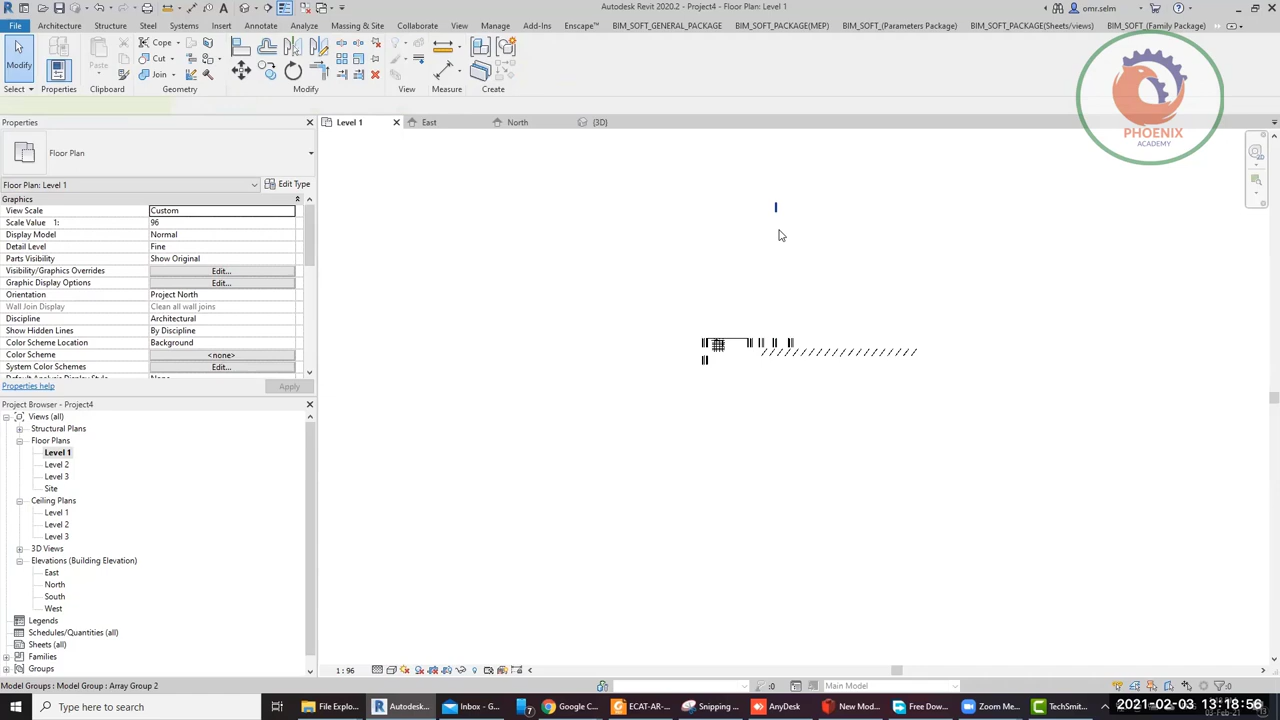 Autodesk Revit 2020.2 - Project4 - Floor Plan: Level 1
omr.selm
File
Architecture
Structure
Steel
Systems
Insert
Annotate
Analyze
Massing & Site
Collaborate
View
Manage
Add-Ins
Enscape™
BIM_SOFT_GENERAL_PACKAGE
BIM_SOFT_PACKAGE(MEP)
BIM_SOFT_(Parameters Package)
BIM_SOFT_PACKAGE(Sheets/views)
BIM_SOFT_(Family Package)
Modify
Paste
Cope
Cut
Join
Select
Properties
Clipboard
Geometry
Modify
View
Measure
Create
PHOENIX
ACADEMY
Properties
Level 1
East
North
(3D)
Floor Plan
Floor Plan: Level 1
Edit Type
Graphics
View Scale Custom
Scale Value 1: 96
Display Model Normal
Detail Level Fine
Parts Visibility Show Original
Visibility/Graphics Overrides Edit...
Graphic Display Options Edit...
Orientation Project North
Wall Join Display Clean all wall joins
Discipline Architectural
Show Hidden Lines By Discipline
Color Scheme Location Background
Color Scheme <none>
System Color Schemes Edit...
Default Analysis Display Style None
Properties help
Apply
Project Browser - Project4
Views (all)
Structural Plans
Floor Plans
Level 1
Level 2
Level 3
Site
Ceiling Plans
Level 1
Level 2
Level 3
3D Views
Elevations (Building Elevation)
East
North
South
West
Legends
Schedules/Quantities (all)
Sheets (all)
Families
Groups
1 : 96
Model Groups : Model Group : Array Group 2
:0
Main Model
:0
Type here to search
File Explo...
Autodesk...
Inbox - G...
7
Google C...
ECAT-AR-...
Snipping ...
AnyDesk
New Mod...
Free Dow...
Zoom Me...
TechSmit...
2021-02-03 13:18:56